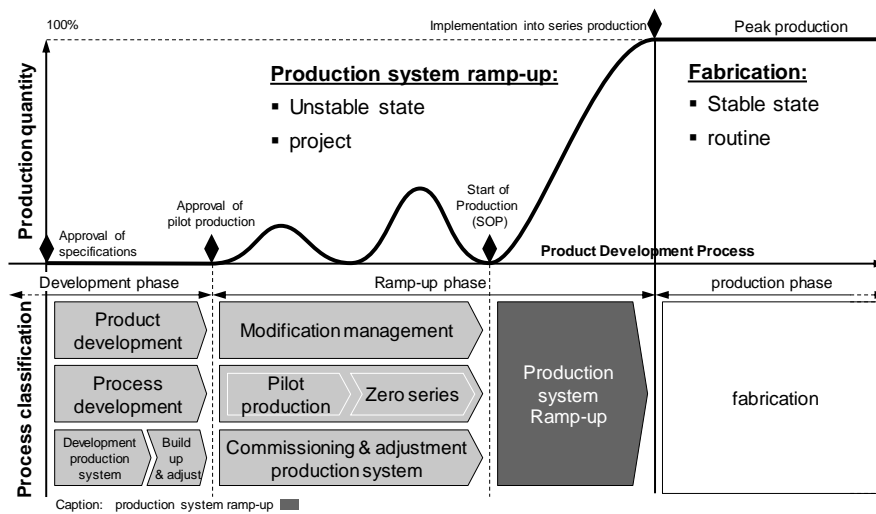 100%
Implementation into series production
Peak production
Production quantity
Production system ramp-up:
▪ Unstable state
▪ project
Fabrication:
▪ Stable state
▪ routine
Approval of
specifications
Approval of
pilot production
Start of
Production
(SOP)
Product Development Process
Development phase
Ramp-up phase
production phase
Process classification
Product
development
Process
development
Development
production
system
Build
up
& adjust
Modification management
Pilot
production
Zero series
Commissioning & adjustment
production system
Production
system
Ramp-up
fabrication
Caption: production system ramp-up